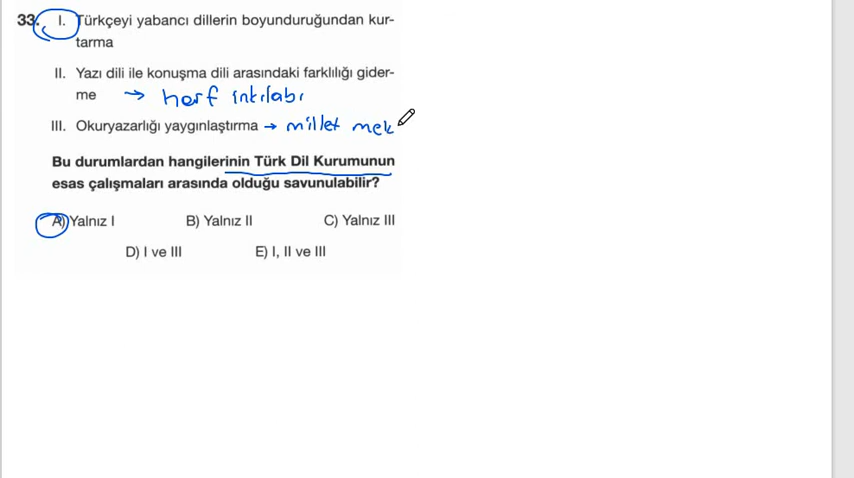 33. I. Türkçeyi yabancı dillerin boyunduruğundan kur-
tarma
II. Yazı dili ile konuşma dili arasındaki farklılığı gider-
me → harf inkılabı
III. Okuryazarlığı yaygınlaştırma → millet mek
Bu durumlardan hangilerinin Türk Dil Kurumunun
esas çalışmaları arasında olduğu savunulabilir?
A) Yalnız I B) Yalnız II C) Yalnız III
D) I ve III E) I, II ve III